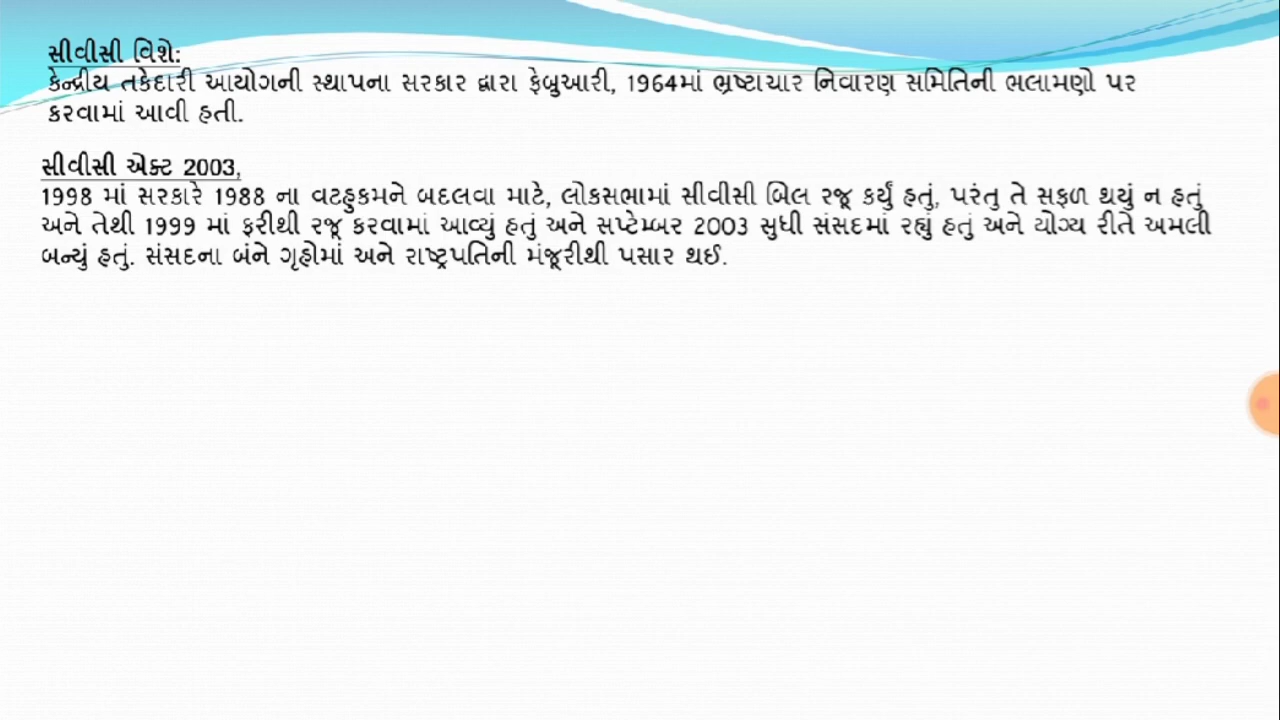 સીવીસી વિશે:
કેન્દ્રીય તકેદારી આયોગની સ્થાપના સરકાર દ્વારા ફેબ્રુઆરી, 1964માં ભ્રષ્ટાચાર નિવારણ સમિતિની ભલામણો પર
કરવામાં આવી હતી.
સીવીસી એક્ટ 2003,
1998 માં સરકારે 1988 ના વટહુકમને બદલવા માટે, લોકસભામાં સીવીસી બિલ રજૂ કર્યું હતું, પરંતુ તે સફળ થયું ન હતું
અને તેથી 1999 માં ફરીથી રજૂ કરવામાં આવ્યું હતું અને સપ્ટેમ્બર 2003 સુધી સંસદમાં રહ્યું હતું અને યોગ્ય રીતે અમલી
બન્યું હતું. સંસદના બંને ગૃહોમાં અને રાષ્ટ્રપતિની મંજૂરીથી પસાર થઈ.